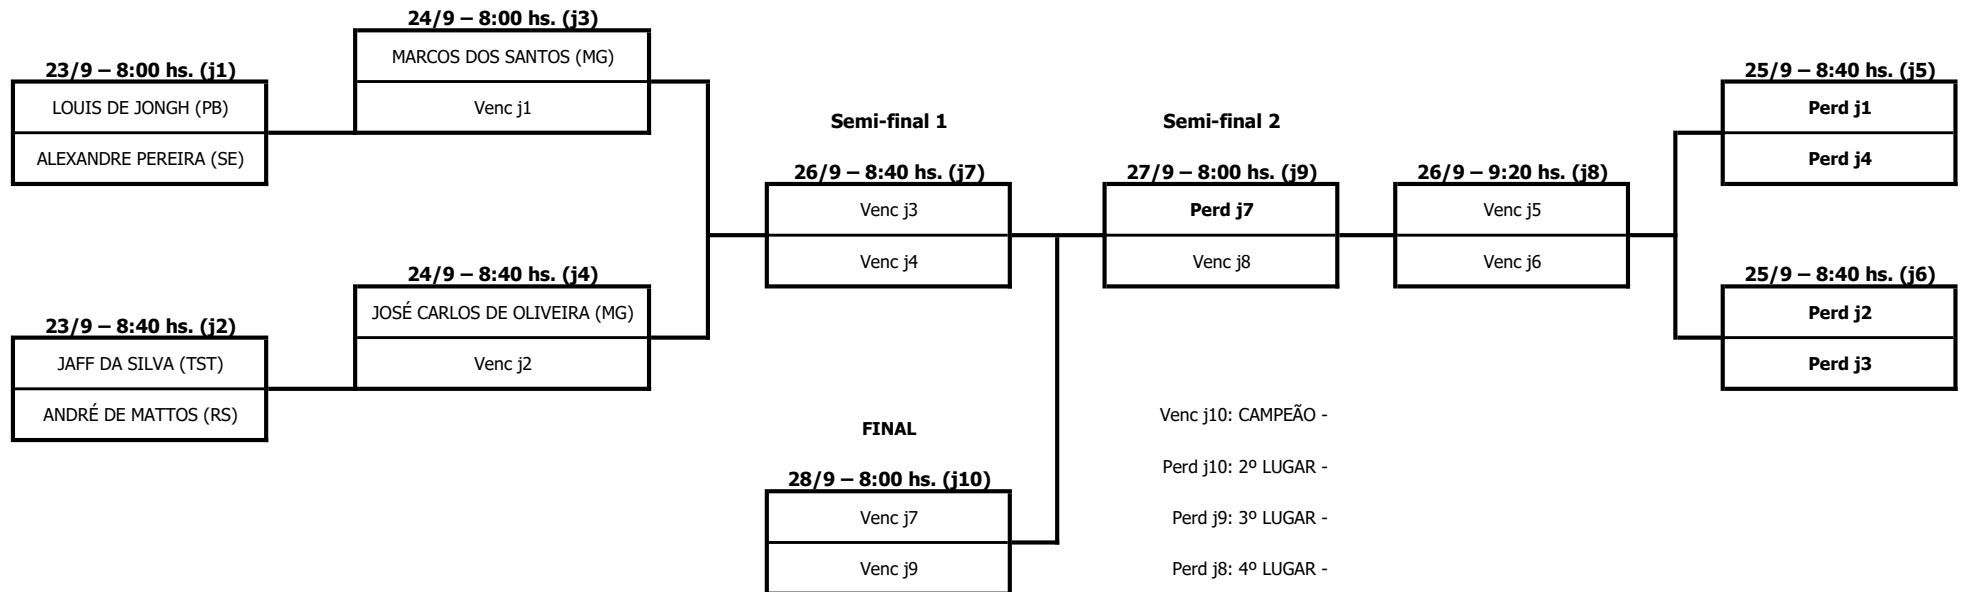 24/9 – 8:00 hs. (j3)
MARCOS DOS SANTOS (MG)
Venc j1
23/9 – 8:00 hs. (j1)
LOUIS DE JONGH (PB)
ALEXANDRE PEREIRA (SE)
24/9 – 8:40 hs. (j4)
JOSÉ CARLOS DE OLIVEIRA (MG)
Venc j2
23/9 – 8:40 hs. (j2)
JAFF DA SILVA (TST)
ANDRÉ DE MATTOS (RS)
Semi-final 1
26/9 – 8:40 hs. (j7)
Venc j3
Venc j4
Semi-final 2
27/9 – 8:00 hs. (j9)
Perd j7
Venc j8
26/9 – 9:20 hs. (j8)
Venc j5
Venc j6
25/9 – 8:40 hs. (j5)
Perd j1
Perd j4
25/9 – 8:40 hs. (j6)
Perd j2
Perd j3
FINAL
28/9 – 8:00 hs. (j10)
Venc j7
Venc j9
Venc j10: CAMPEÃO -
Perd j10: 2º LUGAR -
Perd j9: 3º LUGAR -
Perd j8: 4º LUGAR -